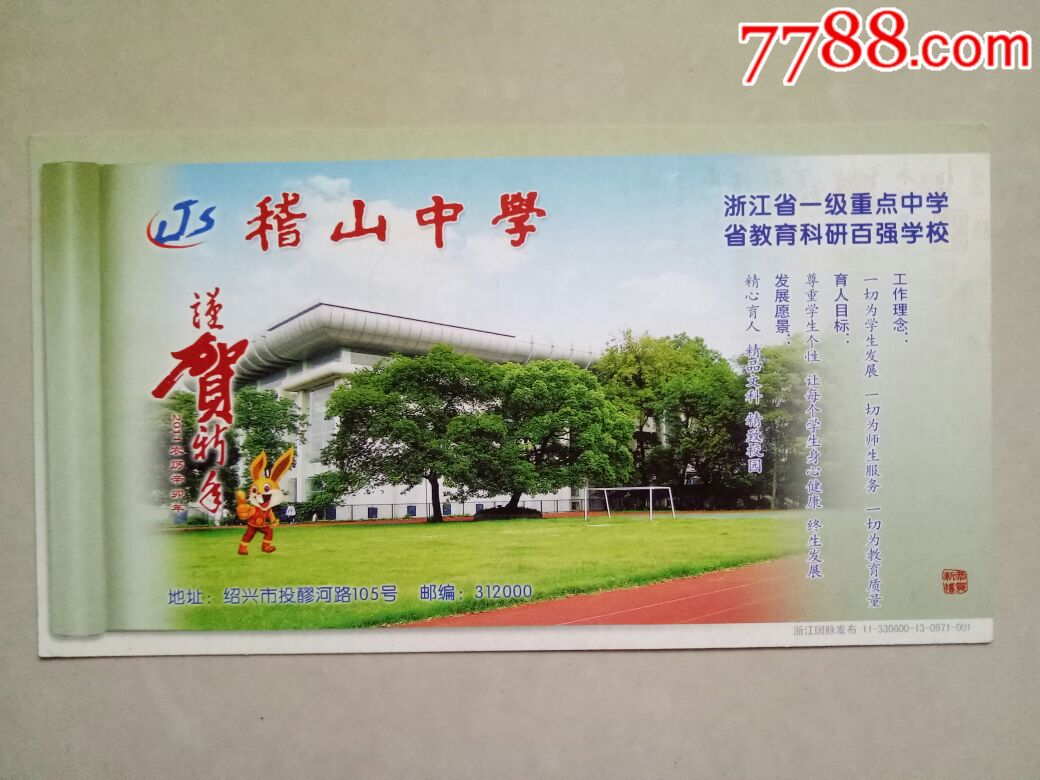 7788.com
JS 稽山中學
浙江省一级重点中学
省教育科研百强学校
謹賀新年
2011农历辛卯年
工作理念：
一切为学生发展 一切为师生服务 一切为教育质量
育人目标：
尊重学生个性 让每个学生身心健康 终生发展
发展愿景：
精心育人 精品文科 精致校园
地址：绍兴市投醪河路105号 邮编：312000
恭贺新禧
浙江国脉发布 11-330600-13-0971-001